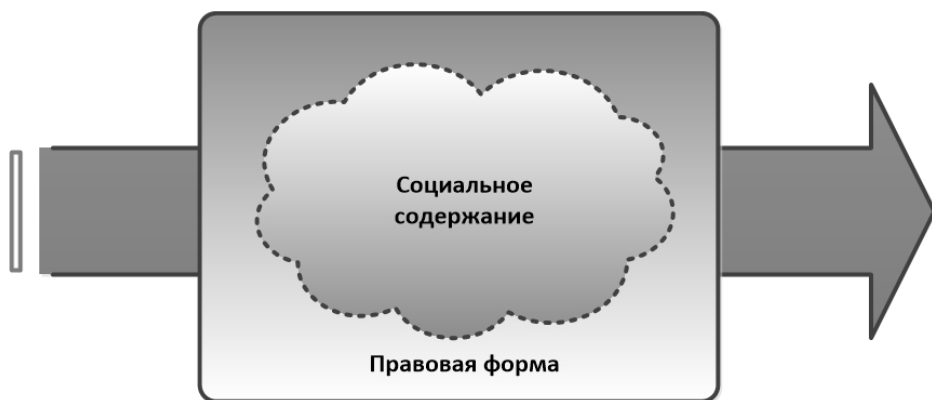 Социальное
содержание
Правовая форма